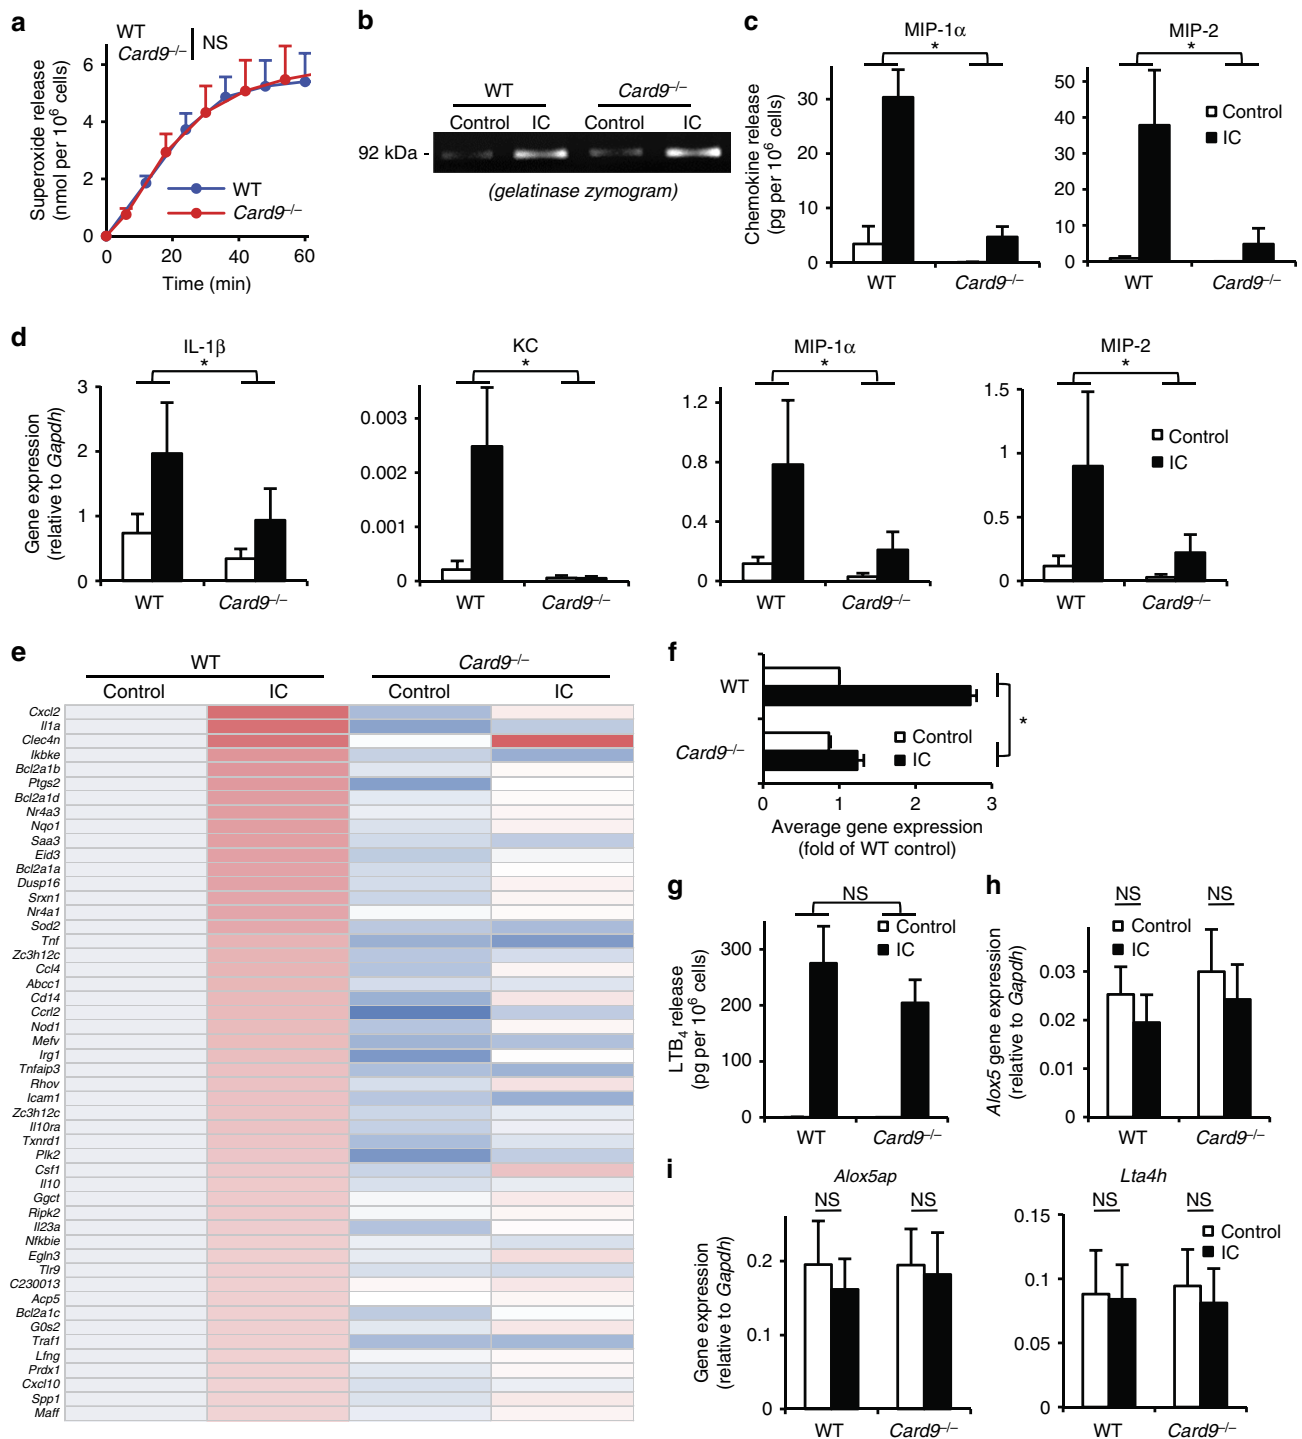 a
WT
Card9–/–
NS
Superoxide release
(nmol per 10⁶ cells)
6
4
2
0
WT
Card9–/–
0 20 40 60
Time (min)
b
WT Card9–/–
Control IC Control IC
92 kDa -
(gelatinase zymogram)
c
MIP-1α
*
Chemokine release
(pg per 10⁶ cells)
30
20
10
0
WT Card9–/–
MIP-2
*
50
40
30
20
10
0
Control
IC
WT Card9–/–
d
IL-1β
*
Gene expression
(relative to Gapdh)
3
2
1
0
WT Card9–/–
KC
*
0.003
0.002
0.001
0
WT Card9–/–
MIP-1α
*
1.2
0.8
0.4
0
WT Card9–/–
MIP-2
*
1.5
1
0.5
0
Control
IC
WT Card9–/–
e
WT Card9–/–
Control IC Control IC
Cxcl2
Il1a
Clec4n
Ikbke
Bcl2a1b
Ptgs2
Bcl2a1d
Nr4a3
Nqo1
Saa3
Eid3
Bcl2a1a
Dusp16
Srxn1
Nr4a1
Sod2
Tnf
Zc3h12c
Ccl4
Abcc1
Cd14
Ccrl2
Nod1
Mefv
Irg1
Tnfaip3
Rhov
Icam1
Zc3h12c
Il10ra
Txnrd1
Plk2
Csf1
Il10
Ggct
Ripk2
Il23a
Nfkbie
Egln3
Tlr9
C230013
Acp5
Bcl2a1c
G0s2
Traf1
Lfng
Prdx1
Cxcl10
Spp1
Maff
f
WT
Card9–/–
Control
IC
*
0 1 2 3
Average gene expression
(fold of WT control)
g
NS
Control
IC
LTB₄ release
(pg per 10⁶ cells)
300
200
100
0
WT Card9–/–
h
NS NS
Control
IC
Alox5 gene expression
(relative to Gapdh)
0.03
0.02
0.01
0
WT Card9–/–
i
Alox5ap
NS NS
Gene expression
(relative to Gapdh)
0.2
0.1
0
WT Card9–/–
Lta4h
NS NS
0.15
0.1
0.05
0
Control
IC
WT Card9–/–